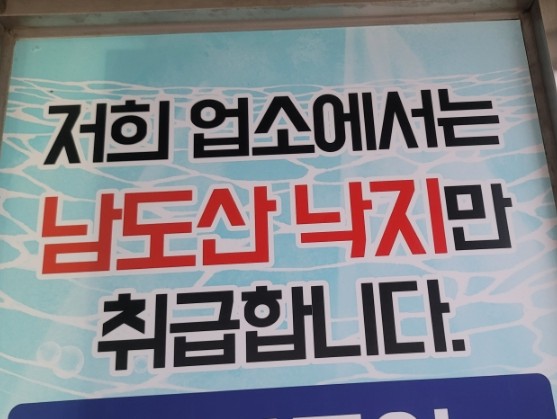 저희 업소에서는
남도산 낙지만
취급합니다.